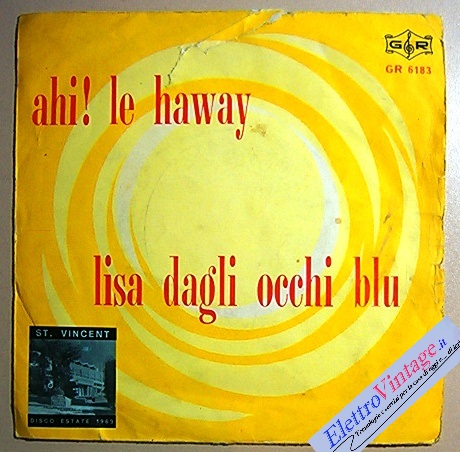 GR
GR 6183
ahi! le haway
lisa dagli occhi blu
ST. VINCENT
DISCO ESTATE 1969
ElettroVintage.it